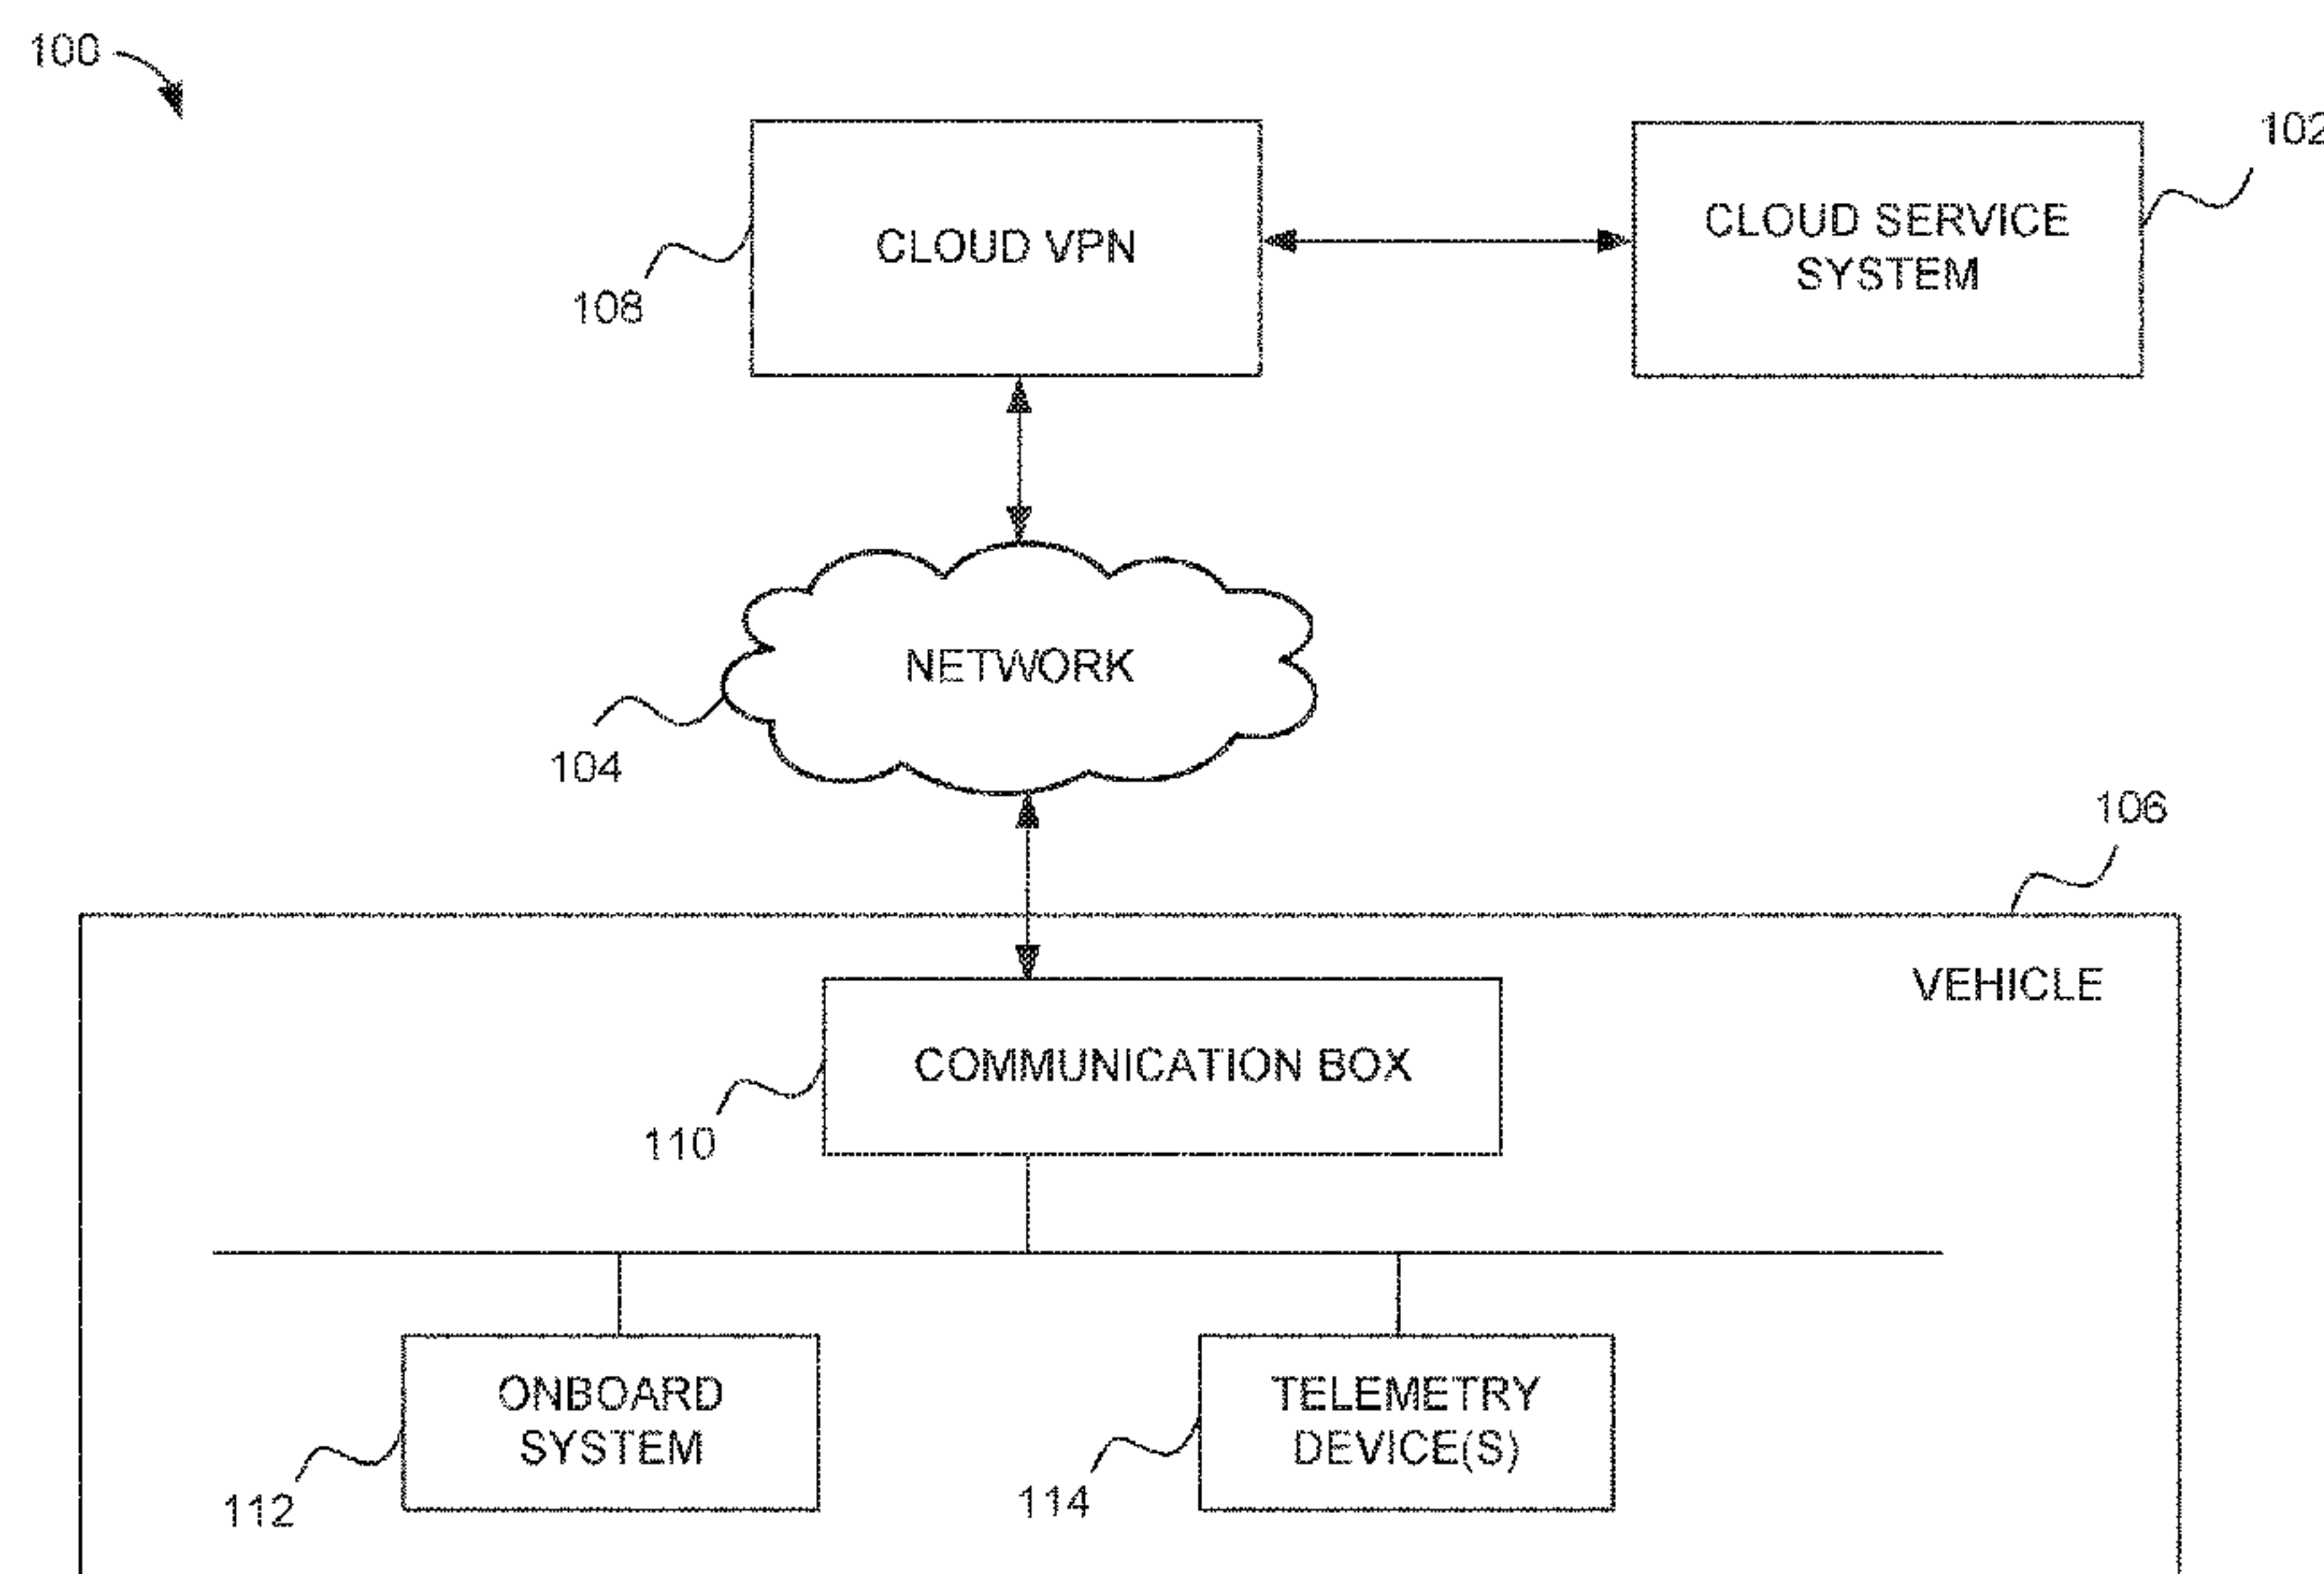 100
102
CLOUD VPN
CLOUD SERVICE
SYSTEM
108
NETWORK
104
106
VEHICLE
COMMUNICATION BOX
110
ONBOARD
SYSTEM
TELEMETRY
DEVICE(S)
112
114